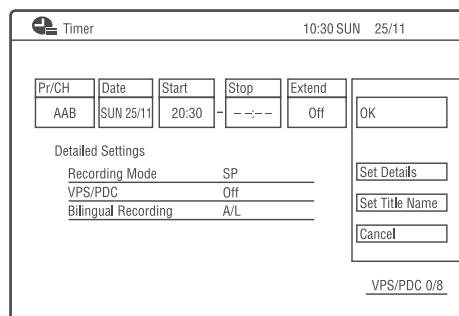 Timer 10:30 SUN 25/11
Pr/CH Date Start Stop Extend
AAB SUN 25/11 20:30 - – –:– – Off OK
Detailed Settings
Recording Mode SP
VPS/PDC Off
Bilingual Recording A/L
Set Details
Set Title Name
Cancel
VPS/PDC 0/8